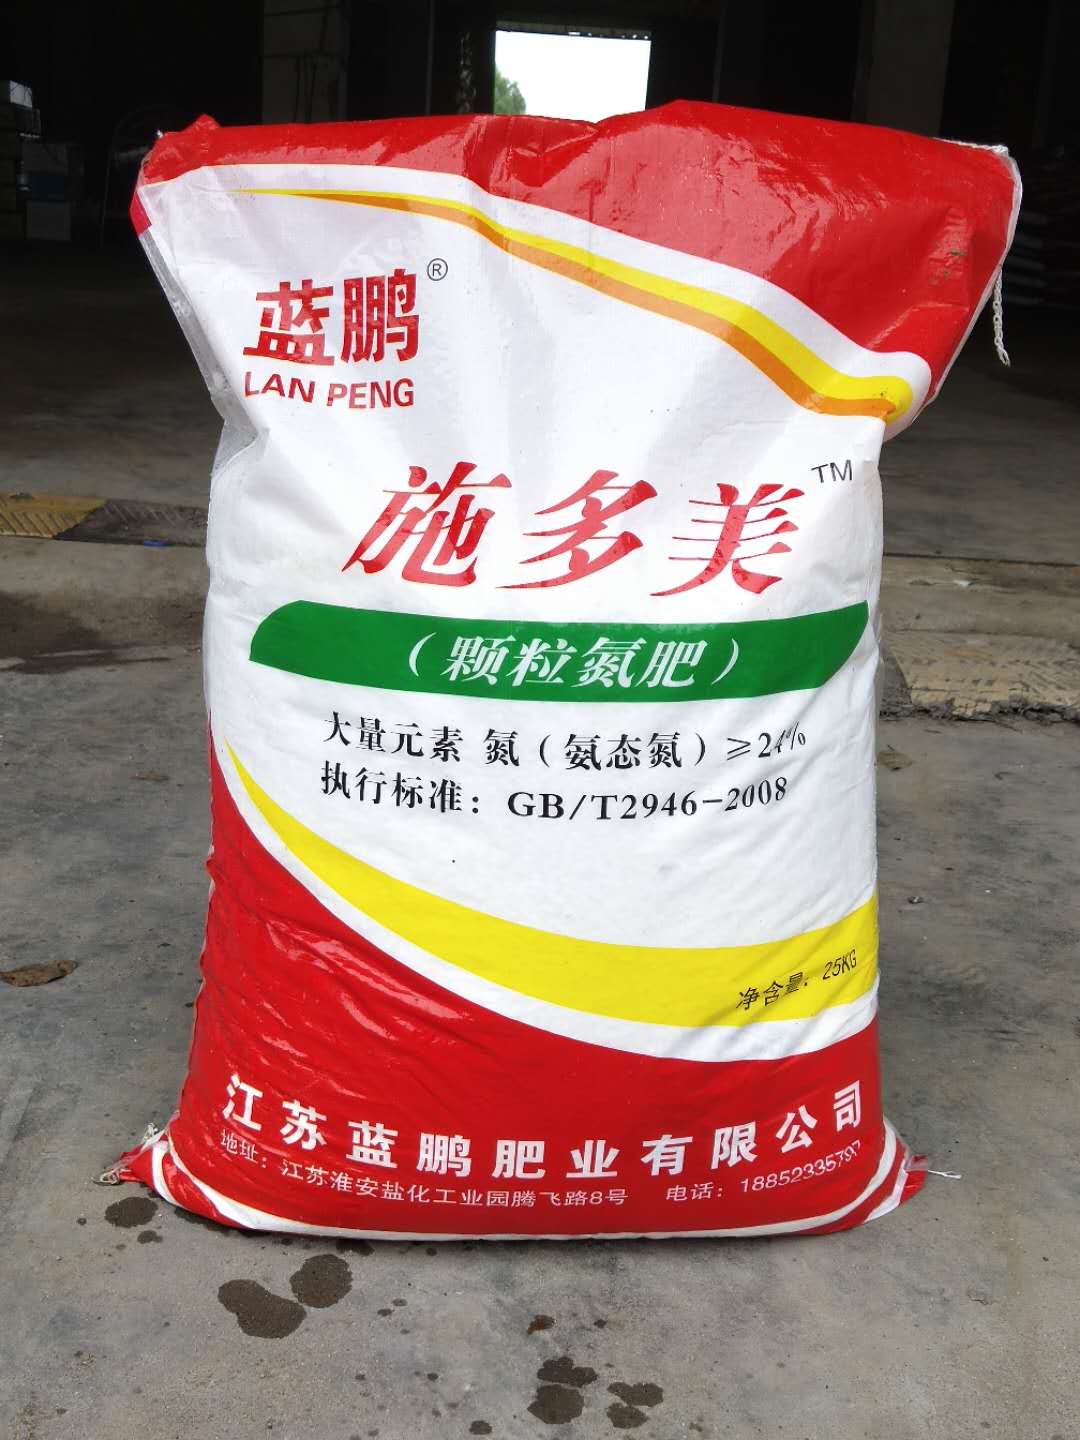 蓝鹏®
LAN PENG
施多美™
（颗粒氮肥）
大量元素 氮（氨态氮）≥24%
执行标准：GB/T2946-2008
净含量：25KG
江苏蓝鹏肥业有限公司
地址：江苏淮安盐化工业园腾飞路8号 电话：18852335797